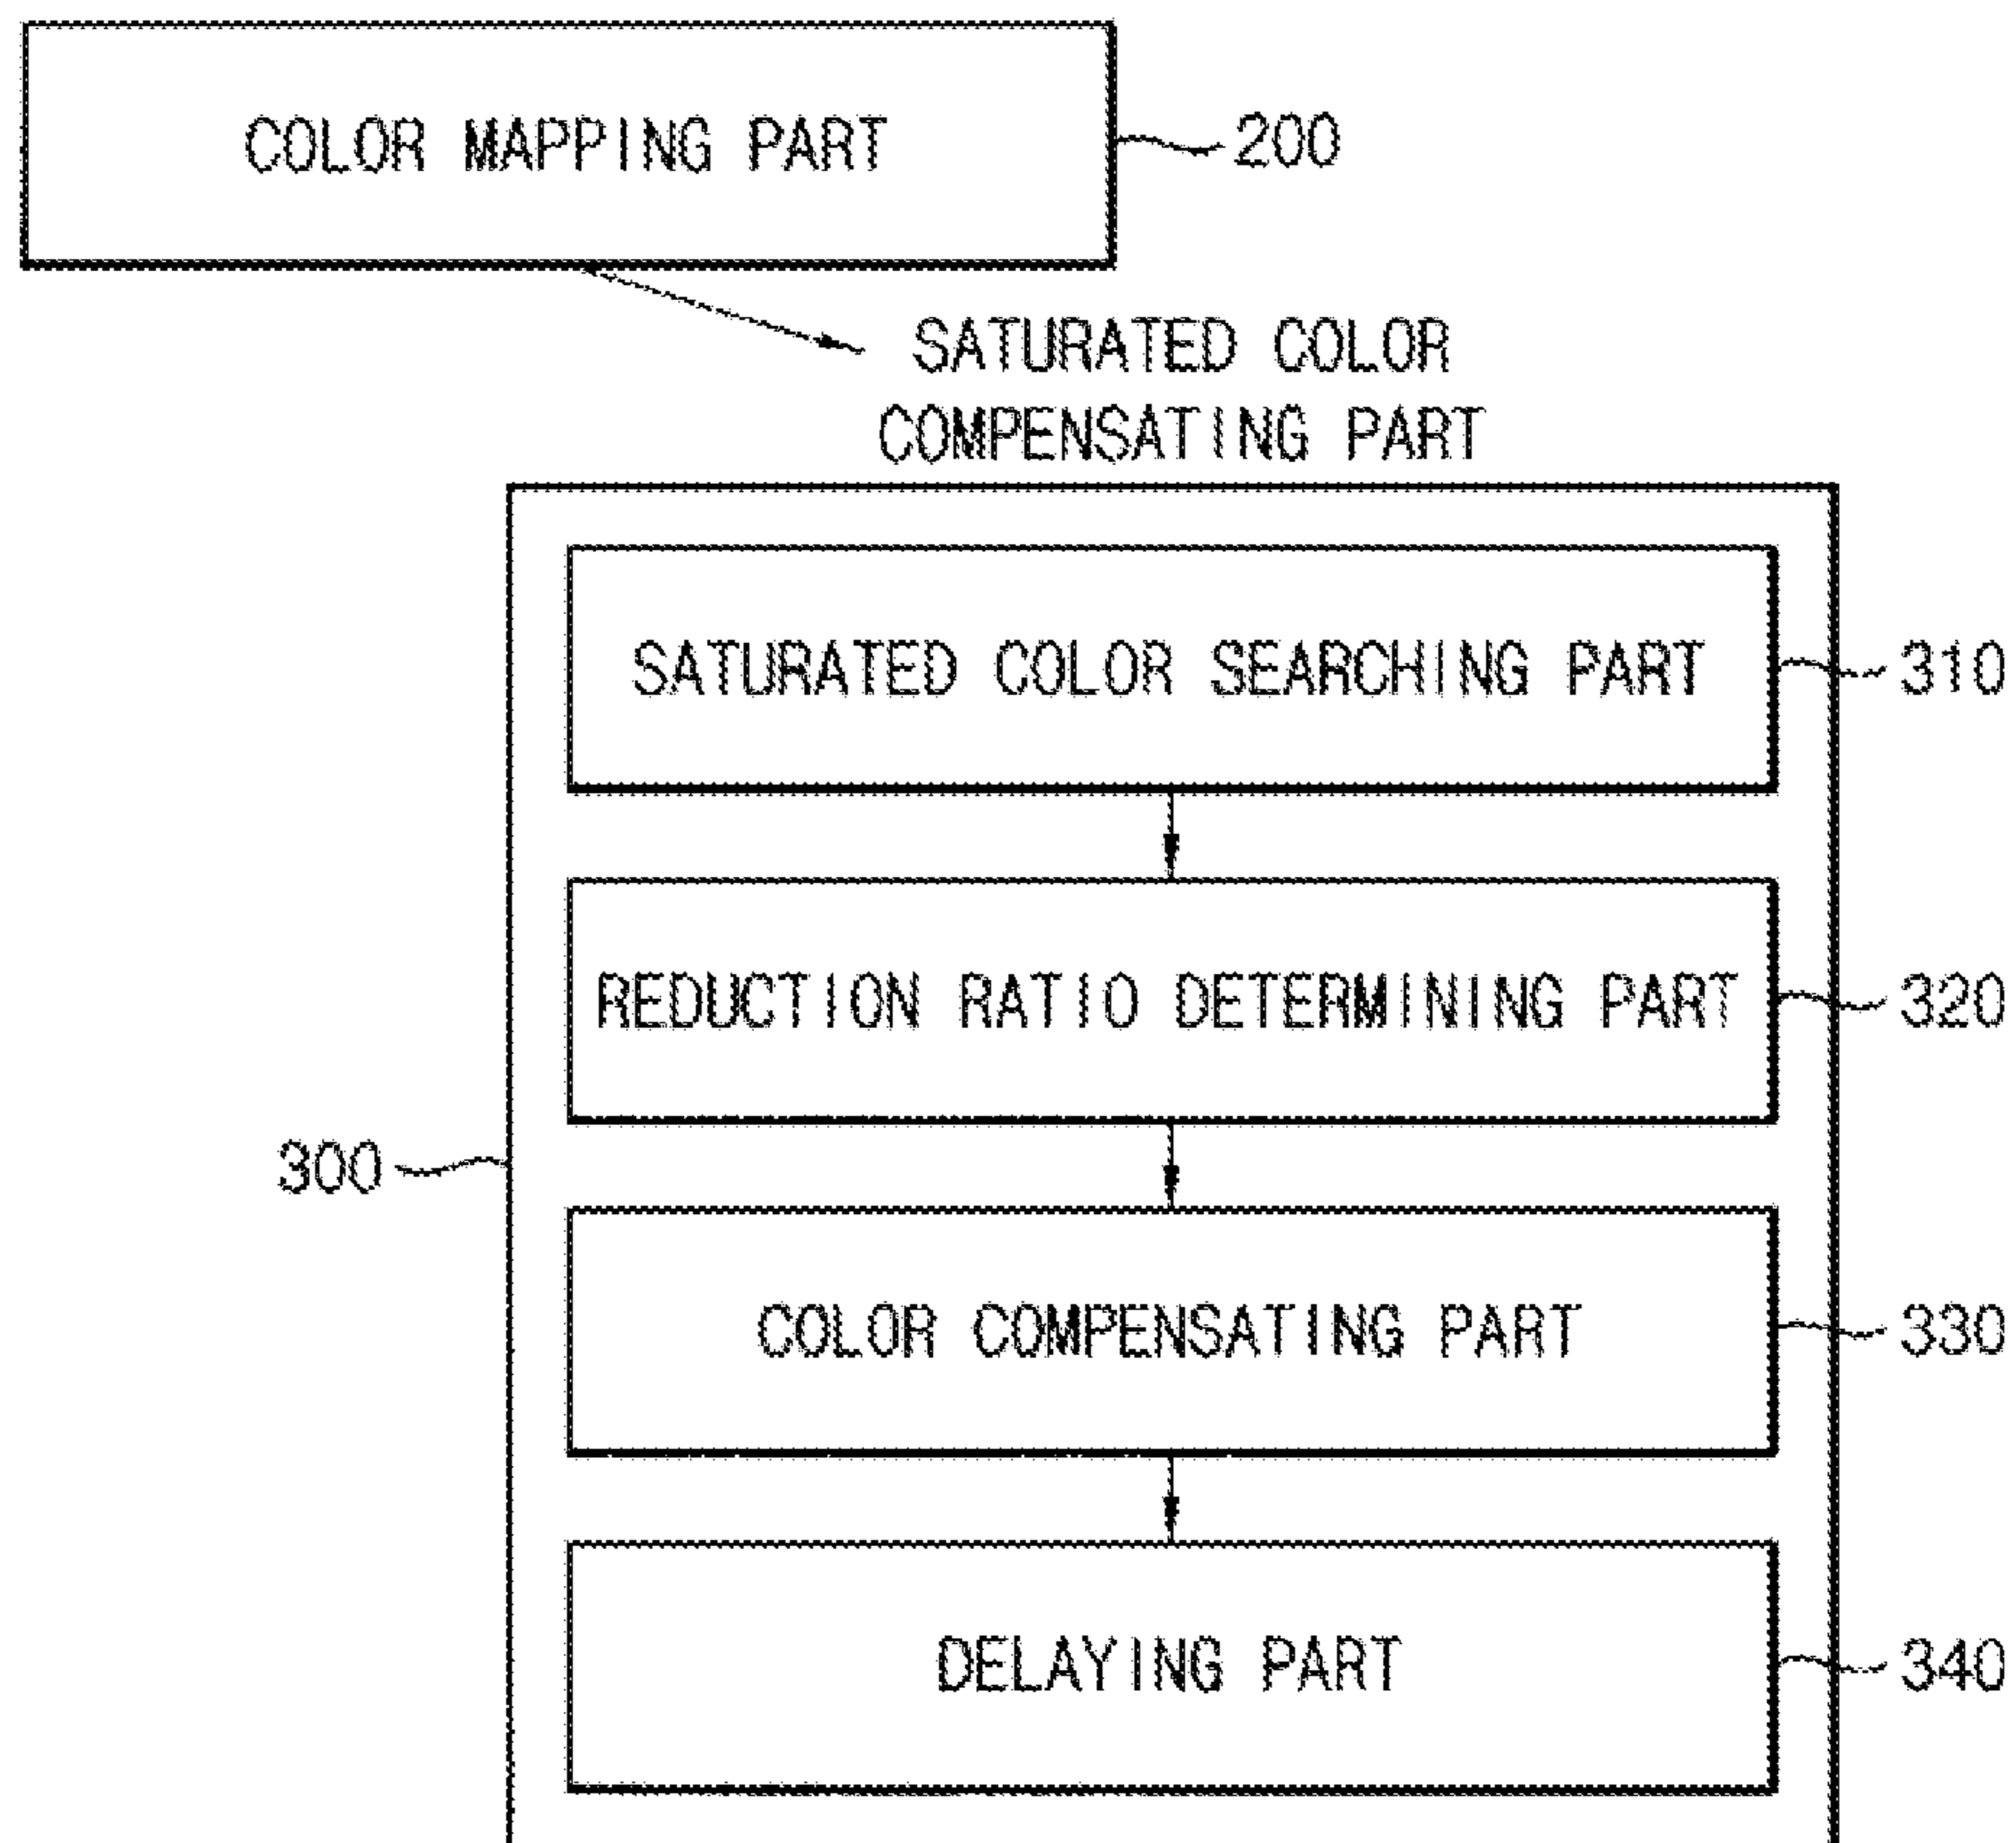 COLOR MAPPING PART
200
SATURATED COLOR
COMPENSATING PART
SATURATED COLOR SEARCHING PART
310
REDUCTION RATIO DETERMINING PART
320
300
COLOR COMPENSATING PART
330
DELAYING PART
340